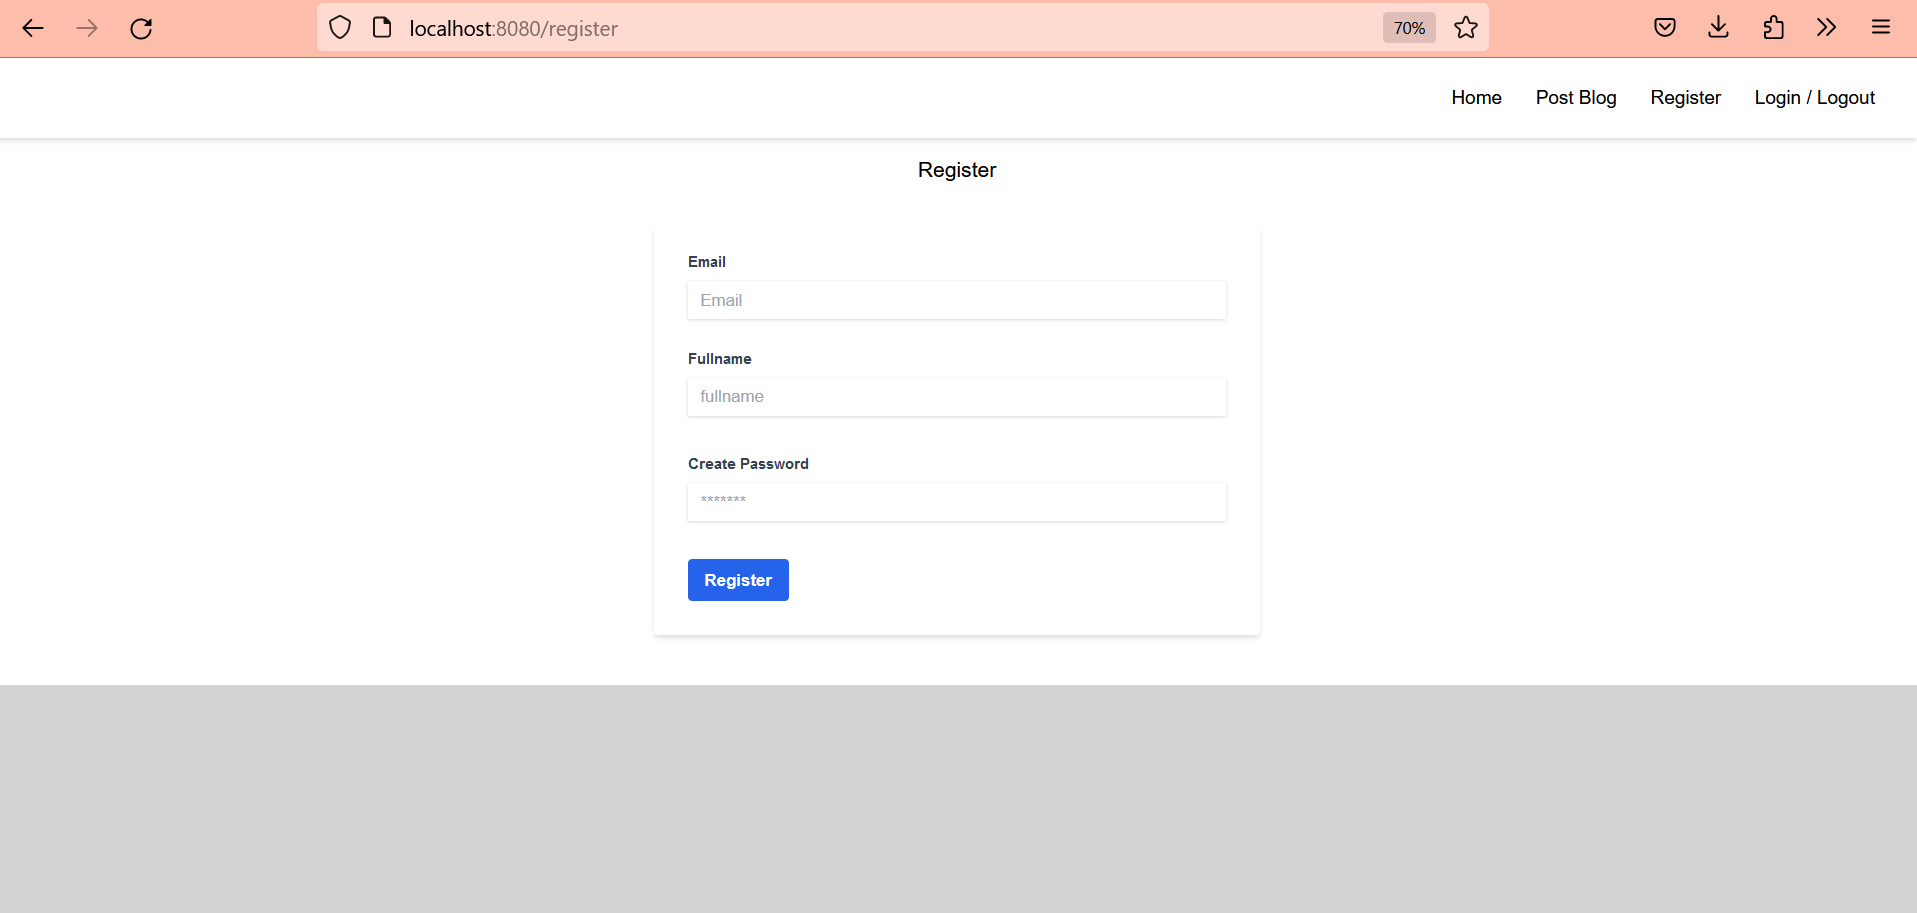 localhost:8080/register
70%
Home Post Blog Register Login / Logout
Register
Email
Email
Fullname
fullname
Create Password
*******
Register